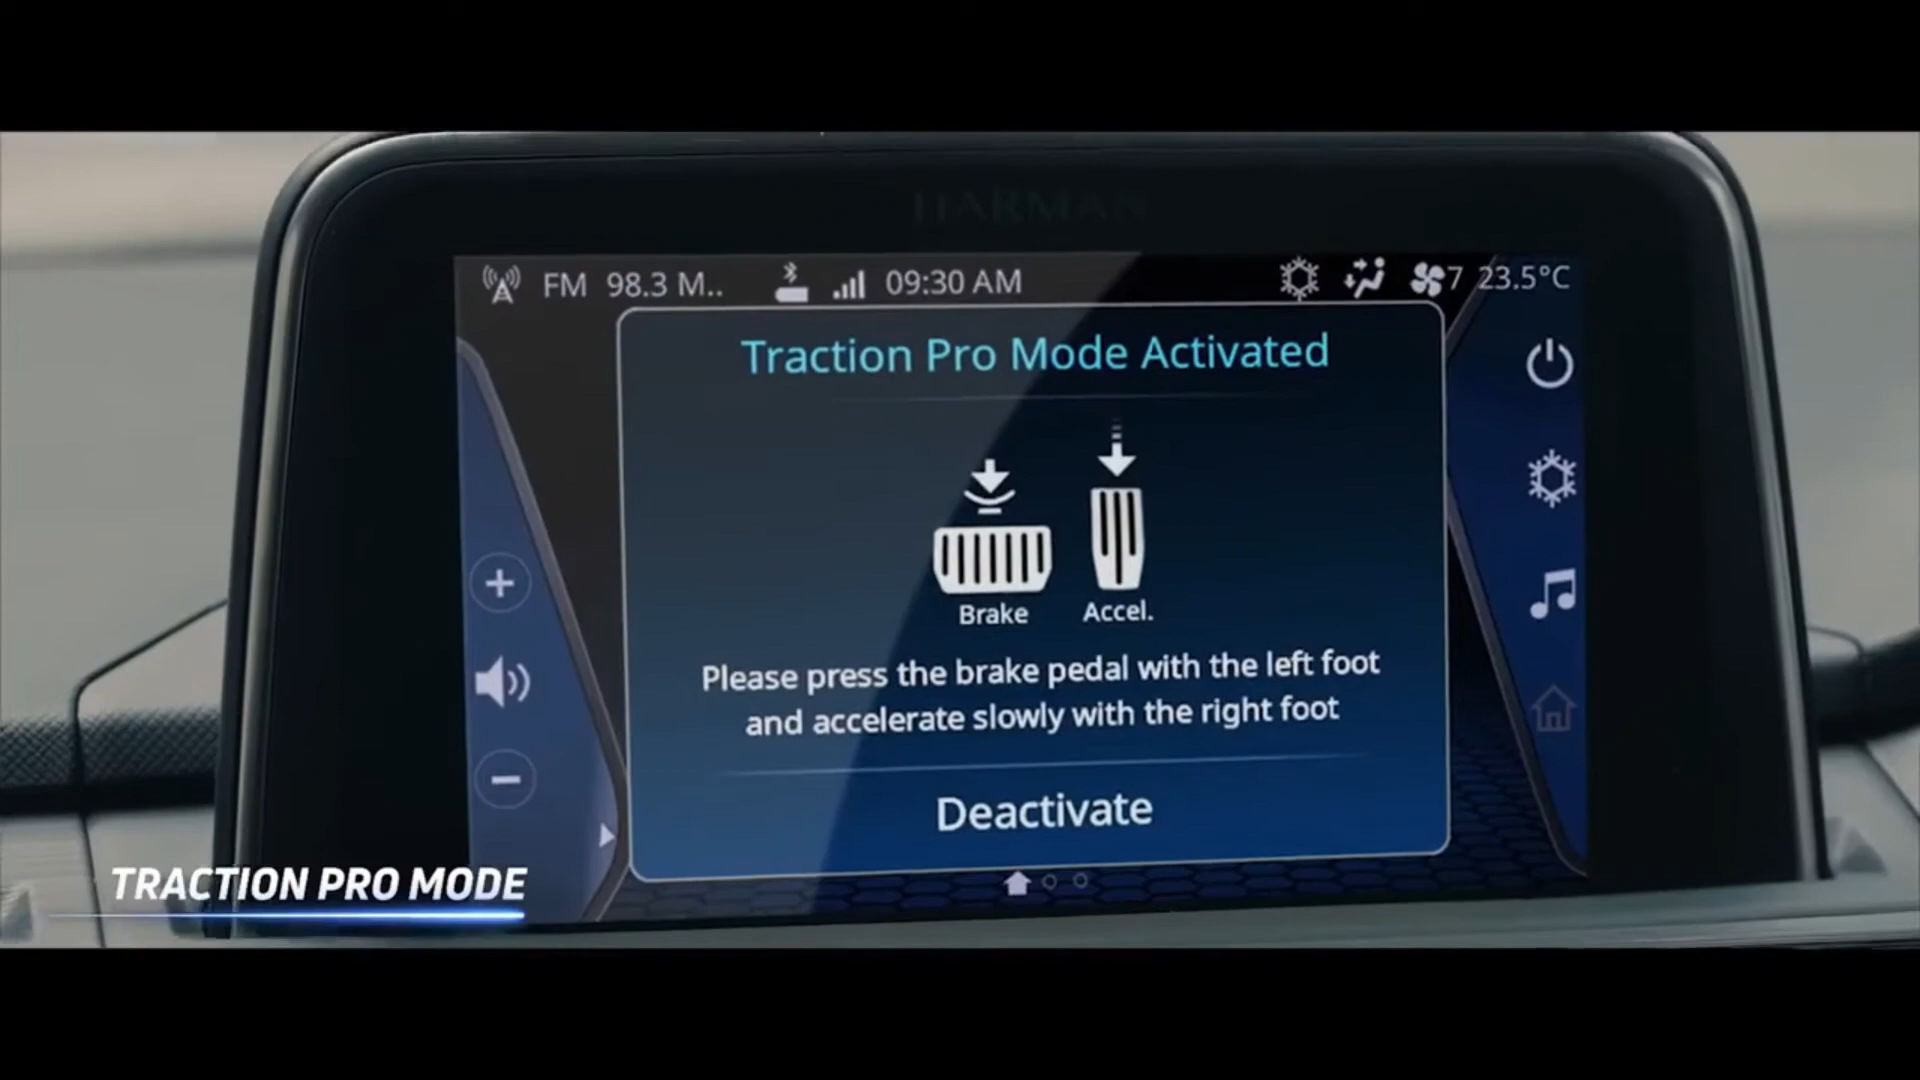 HARMAN
FM 98.3 M.. 09:30 AM 7 23.5°C
Traction Pro Mode Activated
Brake Accel.
Please press the brake pedal with the left foot
and accelerate slowly with the right foot
Deactivate
TRACTION PRO MODE